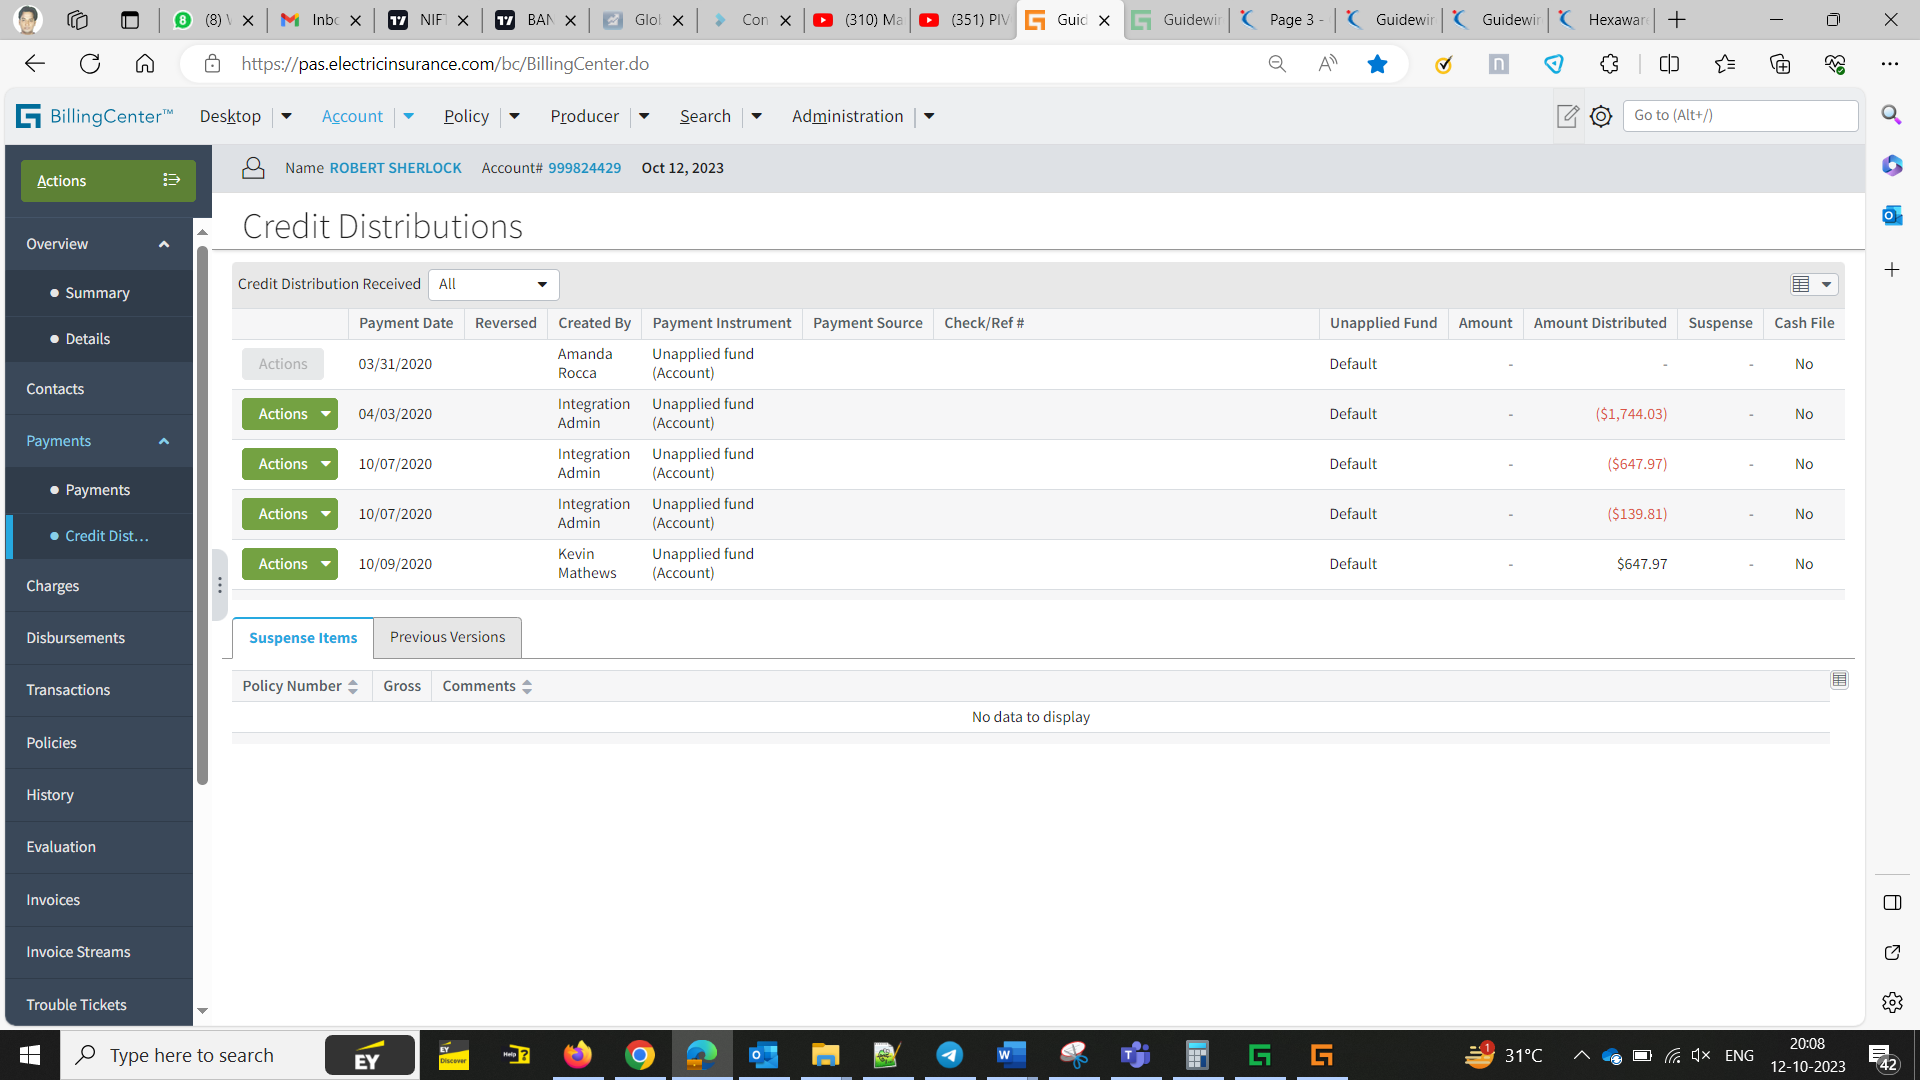 (8)
Inbo
NIFT
BAN
Glob
Con
(310) Ma
(351) PIV
Guid
Guidewir
Page 3 -
Guidewir
Guidewir
Hexaware
https://pas.electricinsurance.com/bc/BillingCenter.do
BillingCenter™ Desktop Account Policy Producer Search Administration Go to (Alt+/)
Actions
Name ROBERT SHERLOCK Account# 999824429 Oct 12, 2023
Overview
Summary
Details
Contacts
Payments
Payments
Credit Dist...
Charges
Disbursements
Transactions
Policies
History
Evaluation
Invoices
Invoice Streams
Trouble Tickets
Credit Distributions
Credit Distribution Received All
Payment Date Reversed Created By Payment Instrument Payment Source Check/Ref # Unapplied Fund Amount Amount Distributed Suspense Cash File
Actions 03/31/2020 Amanda Rocca Unapplied fund (Account) Default - - - No
Actions 04/03/2020 Integration Admin Unapplied fund (Account) Default - ($1,744.03) - No
Actions 10/07/2020 Integration Admin Unapplied fund (Account) Default - ($647.97) - No
Actions 10/07/2020 Integration Admin Unapplied fund (Account) Default - ($139.81) - No
Actions 10/09/2020 Kevin Mathews Unapplied fund (Account) Default - $647.97 - No
Suspense Items Previous Versions
Policy Number Gross Comments
No data to display
Type here to search
EY
EY Discover
Help ?
1
31°C
ENG
20:08
12-10-2023
42